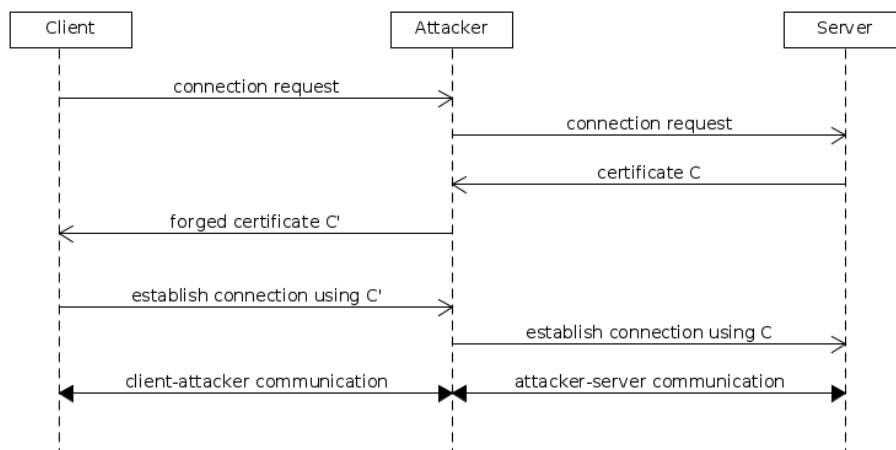 Client
Attacker
Server
connection request
connection request
certificate C
forged certificate C'
establish connection using C'
establish connection using C
client-attacker communication
attacker-server communication